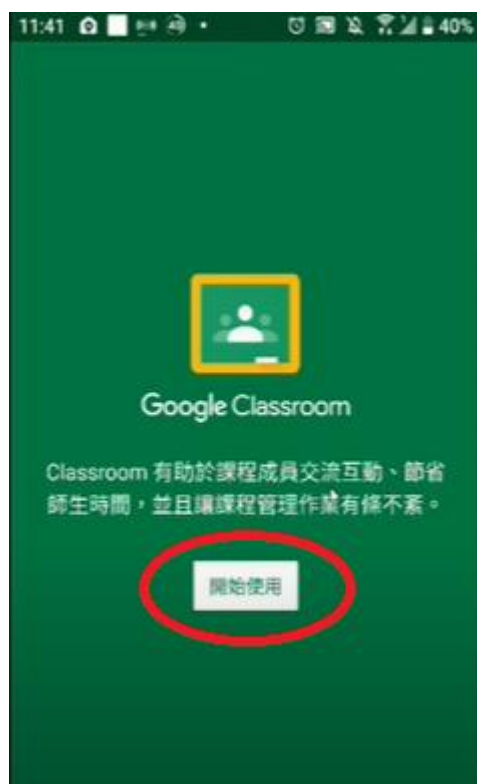 11:41
40%
Google Classroom
Classroom 有助於課程成員交流互動、節省
師生時間，並且讓課程管理作業有條不紊。
開始使用